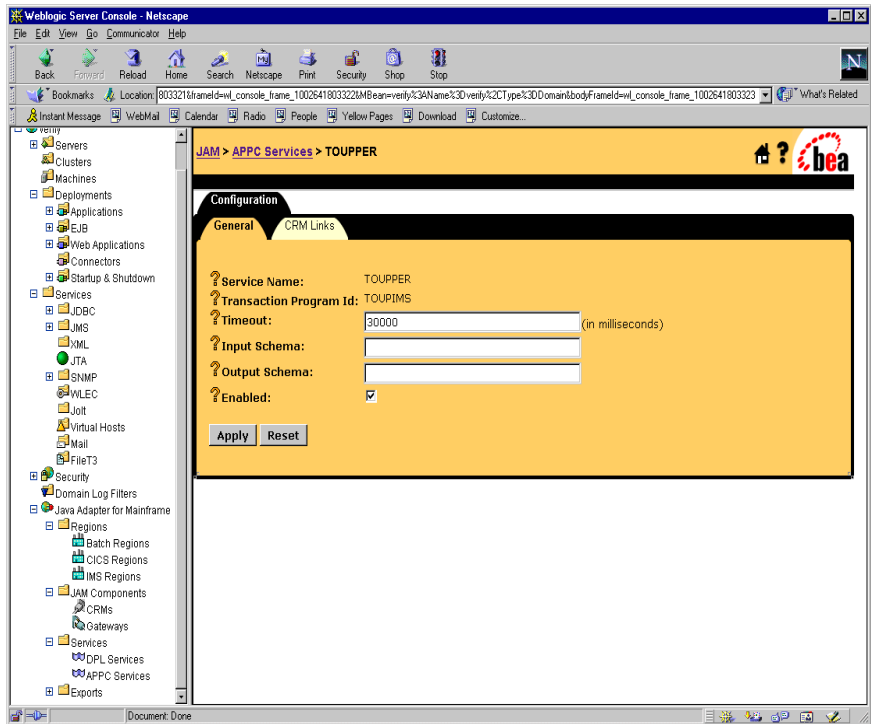 Weblogic Server Console - Netscape
File Edit View Go Communicator Help
Back Forward Reload Home Search Netscape Print Security Shop Stop
My
N
Bookmarks Location: 803321&frameId=wl_console_frame_1002641803322&MBean=verify%3AName%3Dverify%2CType%3DDomain&bodyFrameId=wl_console_frame_1002641803323 What's Related
Instant Message WebMail Calendar Radio People Yellow Pages Download Customize...
verify
Servers
Clusters
Machines
Deployments
Applications
EJB
Web Applications
Connectors
Startup & Shutdown
Services
JDBC
JMS
XML
JTA
SNMP
WLEC
Jolt
Virtual Hosts
Mail
FileT3
Security
Domain Log Filters
Java Adapter for Mainframe
Regions
Batch Regions
CICS Regions
IMS Regions
JAM Components
CRMs
Gateways
Services
DPL Services
APPC Services
Exports
JAM > APPC Services > TOUPPER
? bea
Configuration
General CRM Links
? Service Name: TOUPPER
? Transaction Program Id: TOUPIMS
? Timeout: 30000 (in milliseconds)
? Input Schema:
? Output Schema:
? Enabled:
Apply Reset
Document: Done